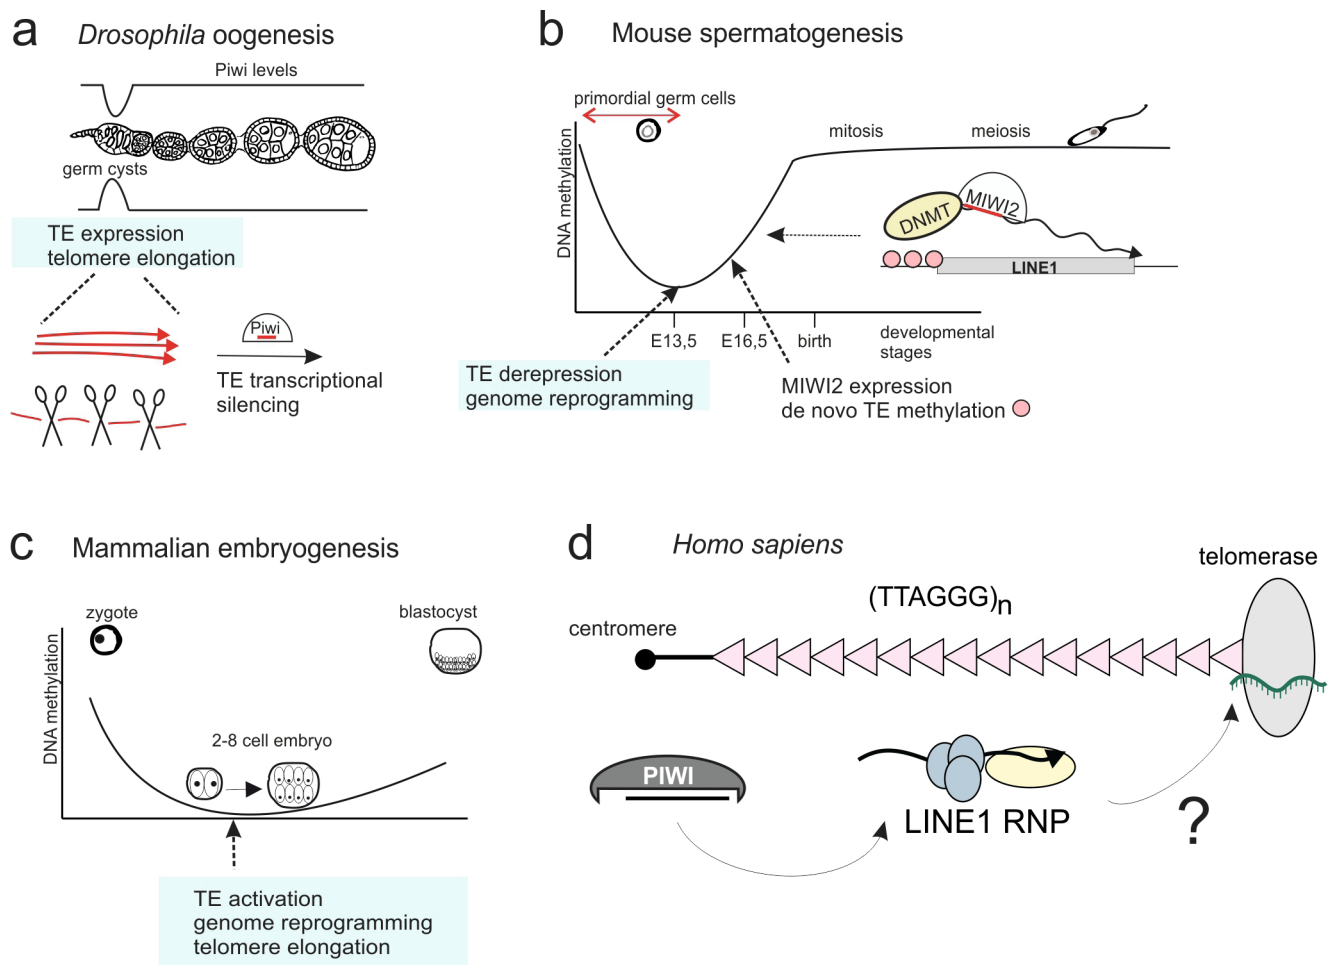 a
Drosophila oogenesis
Piwi levels
germ cysts
TE expression
telomere elongation
Piwi
TE transcriptional
silencing
b
Mouse spermatogenesis
primordial germ cells
mitosis
meiosis
DNA methylation
DNMT
MIWI2
LINE1
E13,5
E16,5
birth
developmental
stages
TE derepression
genome reprogramming
MIWI2 expression
de novo TE methylation
c
Mammalian embryogenesis
zygote
blastocyst
DNA methylation
2-8 cell embryo
TE activation
genome reprogramming
telomere elongation
d
Homo sapiens
telomerase
(TTAGGG)n
centromere
PIWI
LINE1 RNP
?